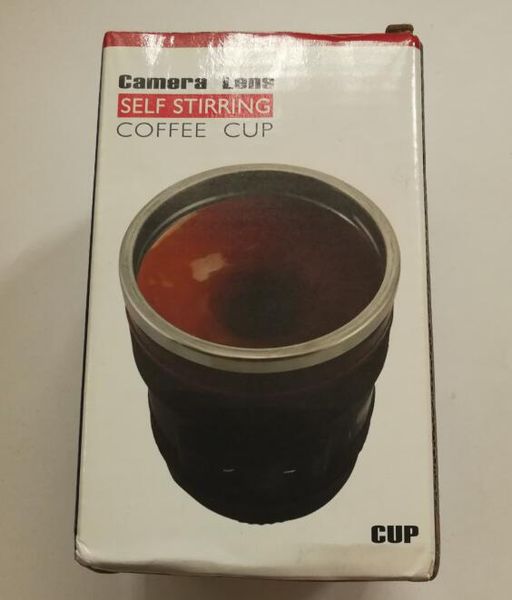 Camera Lens
SELF STIRRING
COFFEE CUP
CUP